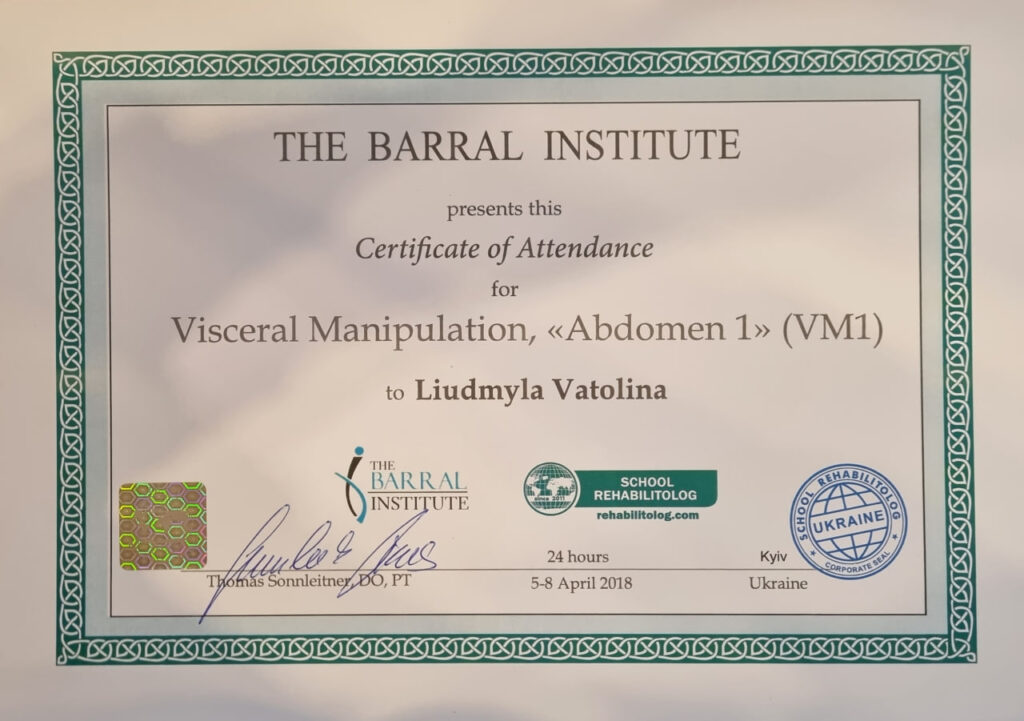 THE BARRAL INSTITUTE
presents this
Certificate of Attendance
for
Visceral Manipulation, «Abdomen 1» (VM1)
to Liudmyla Vatolina
THE
BARRAL
INSTITUTE
since 2011
SCHOOL
REHABILITOLOG
rehabilitolog.com
SCHOOL REHABILITOLOG
UKRAINE
CORPORATE SEAL
24 hours
Kyiv
Thomas Sonnleitner, DO, PT
5-8 April 2018
Ukraine